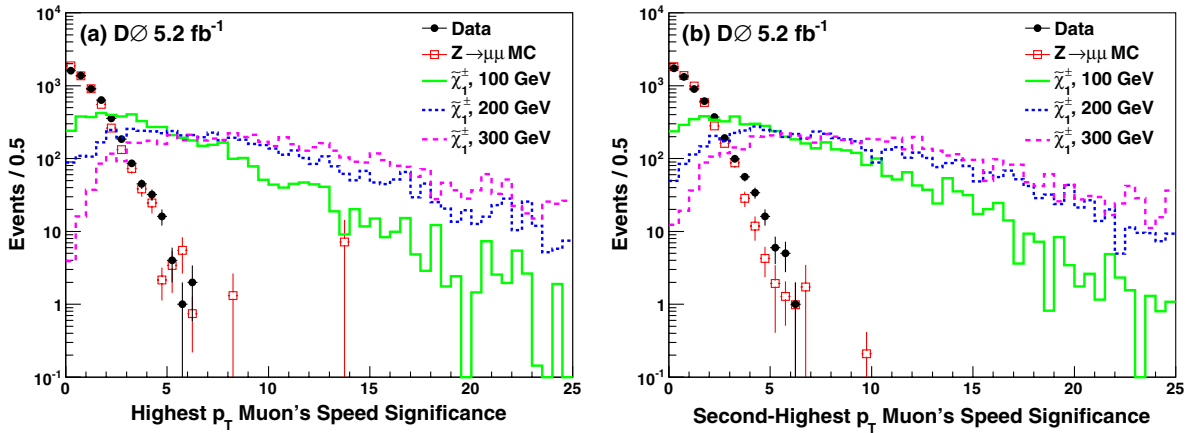 (a) DØ 5.2 fb⁻¹
Data
Z→μμ MC
χ̃₁±, 100 GeV
χ̃₁±, 200 GeV
χ̃₁±, 300 GeV
Events / 0.5
10⁴
10³
10²
10
1
10⁻¹
0 5 10 15 20 25
Highest p_T Muon's Speed Significance
(b) DØ 5.2 fb⁻¹
Data
Z→μμ MC
χ̃₁±, 100 GeV
χ̃₁±, 200 GeV
χ̃₁±, 300 GeV
Events / 0.5
10⁴
10³
10²
10
1
10⁻¹
0 5 10 15 20 25
Second-Highest p_T Muon's Speed Significance